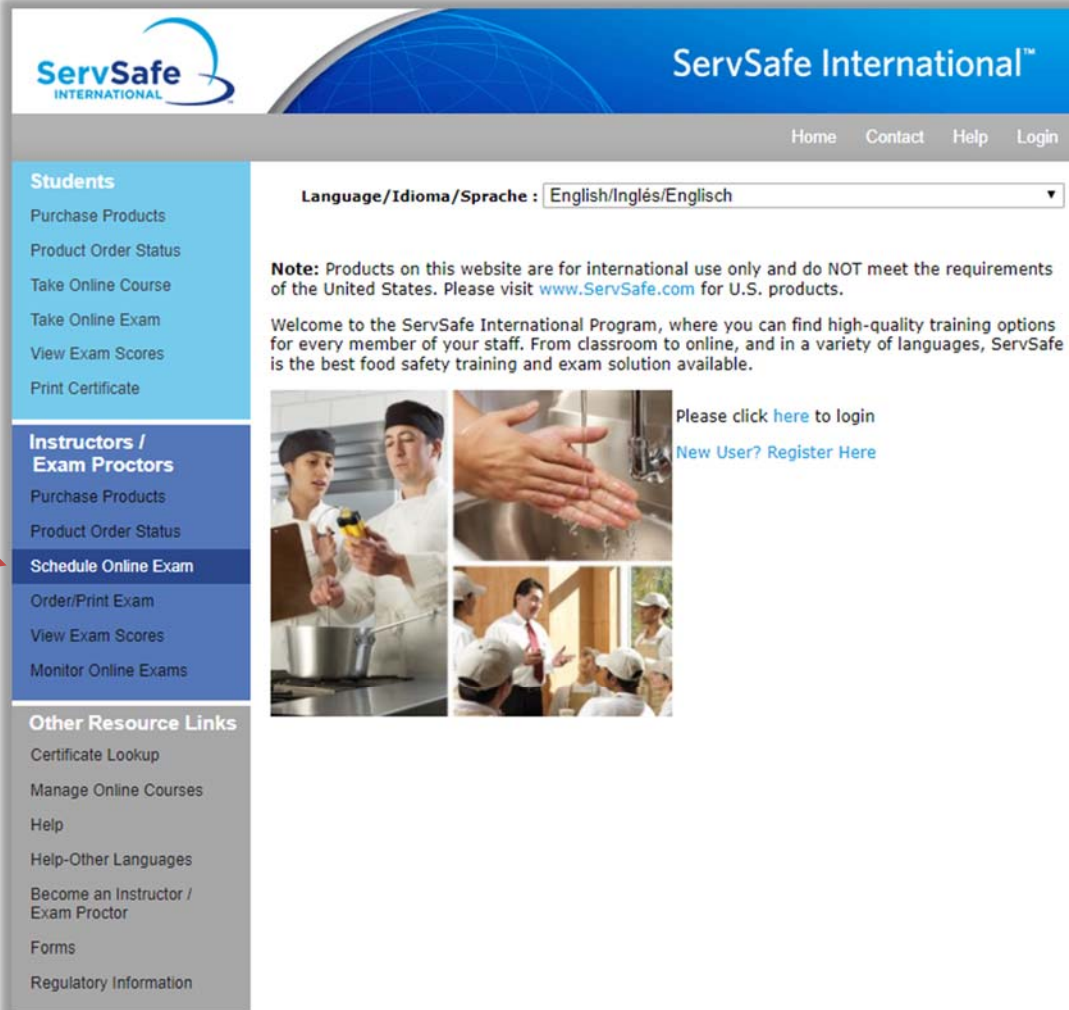 ServSafe
INTERNATIONAL
ServSafe International™
Home Contact Help Login
Students
Purchase Products
Product Order Status
Take Online Course
Take Online Exam
View Exam Scores
Print Certificate
Instructors /
Exam Proctors
Purchase Products
Product Order Status
Schedule Online Exam
Order/Print Exam
View Exam Scores
Monitor Online Exams
Other Resource Links
Certificate Lookup
Manage Online Courses
Help
Help-Other Languages
Become an Instructor /
Exam Proctor
Forms
Regulatory Information
Language/Idioma/Sprache : English/Inglés/Englisch
Note: Products on this website are for international use only and do NOT meet the requirements
of the United States. Please visit www.ServSafe.com for U.S. products.
Welcome to the ServSafe International Program, where you can find high-quality training options
for every member of your staff. From classroom to online, and in a variety of languages, ServSafe
is the best food safety training and exam solution available.
Please click here to login
New User? Register Here